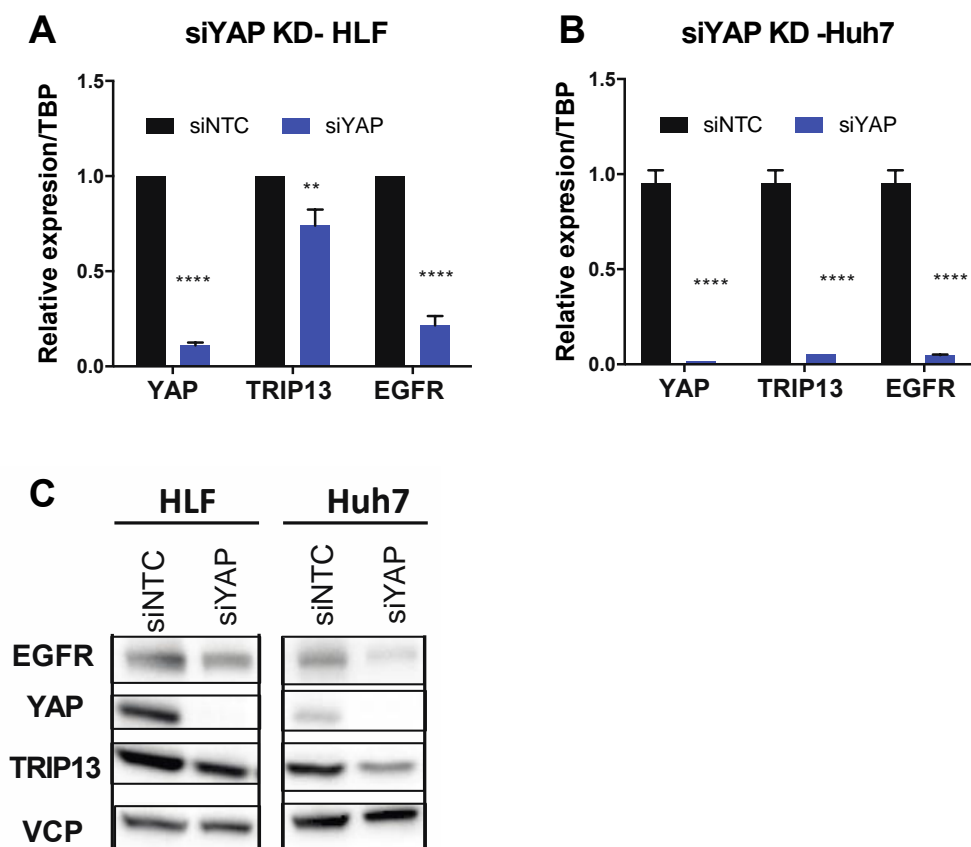 A
siYAP KD- HLF
Relative expresion/TBP
1.5
1.0
0.5
0.0
siNTC
siYAP
****
**
****
YAP
TRIP13
EGFR
B
siYAP KD -Huh7
Relative expresion/TBP
1.5
1.0
0.5
0.0
siNTC
siYAP
****
****
****
YAP
TRIP13
EGFR
C
HLF
Huh7
siNTC
siYAP
siNTC
siYAP
EGFR
YAP
TRIP13
VCP